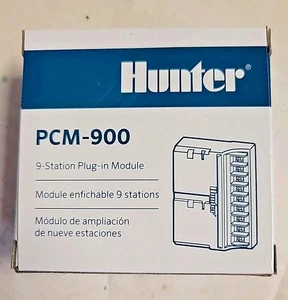 Hunter
PCM-900
9-Station Plug-in Module
Module enfichable 9 stations
Módulo de ampliación
de nueve estaciones